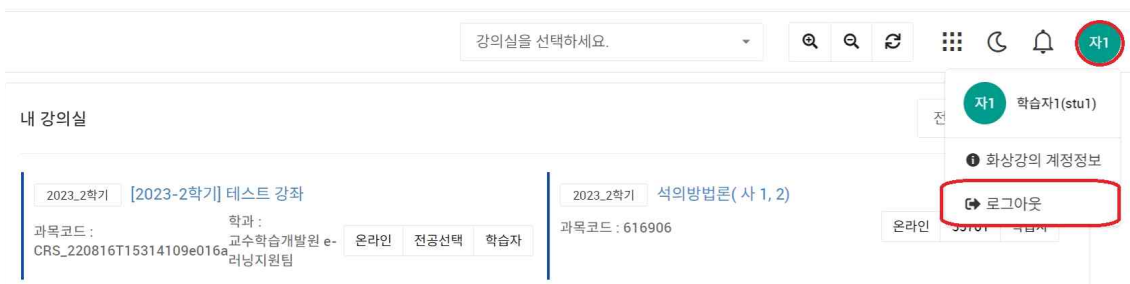 강의실을 선택하세요.
자1
내 강의실
전
자1 학습자1(stu1)
화상강의 계정정보
로그아웃
2023_2학기 [2023-2학기] 테스트 강좌
과목코드 :
CRS_220816T15314109e016a
학과 :
교수학습개발원 e-
러닝지원팀
온라인 전공선택 학습자
2023_2학기 석의방법론( 사 1, 2)
과목코드 : 616906
온라인 학습자